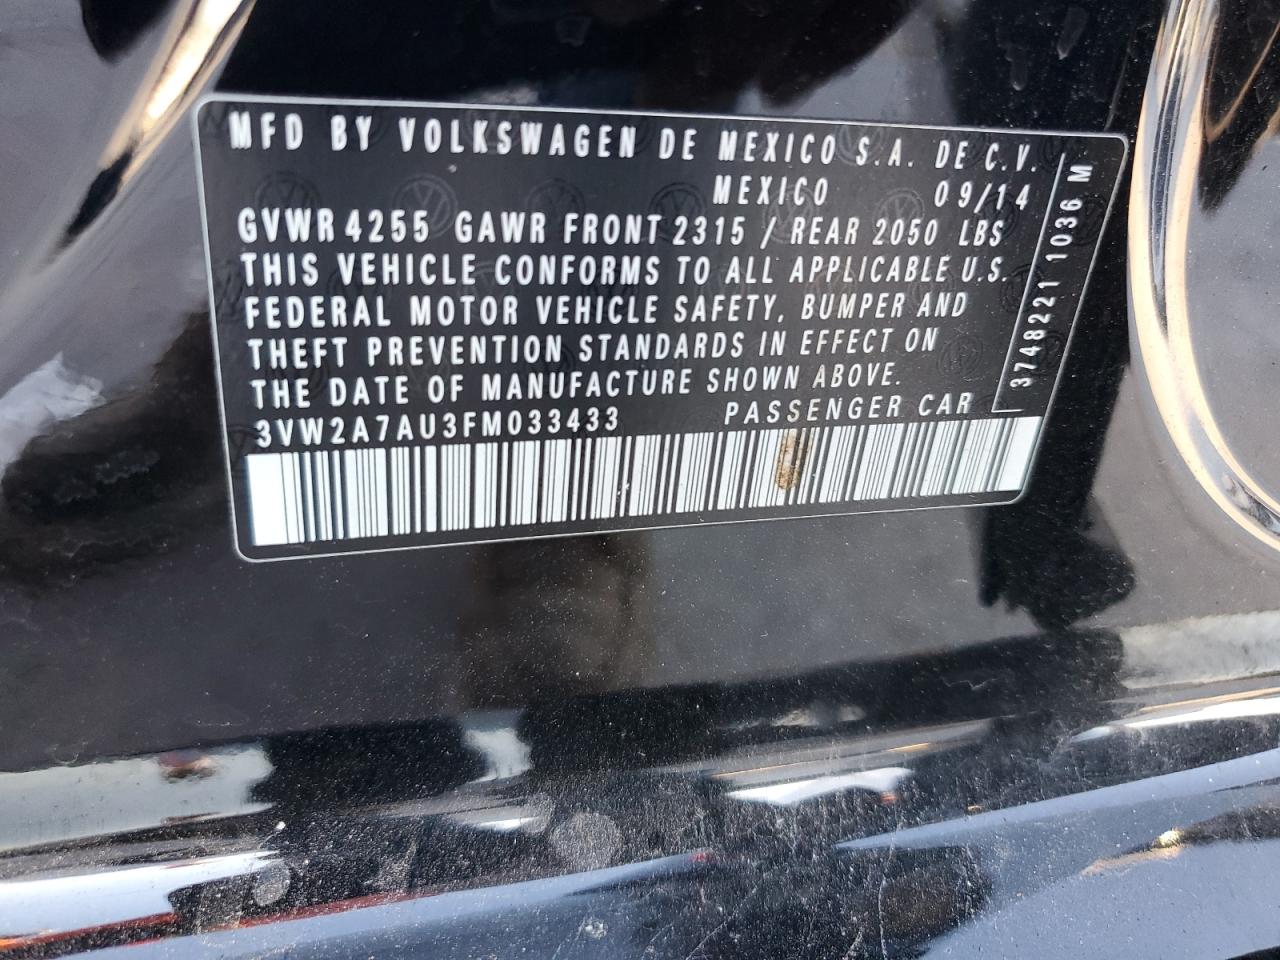 MFD BY VOLKSWAGEN DE MEXICO S.A. DE C.V.
MEXICO 09/14
GVWR 4255 GAWR FRONT 2315 / REAR 2050 LBS
THIS VEHICLE CONFORMS TO ALL APPLICABLE U.S.
FEDERAL MOTOR VEHICLE SAFETY, BUMPER AND
THEFT PREVENTION STANDARDS IN EFFECT ON
THE DATE OF MANUFACTURE SHOWN ABOVE.
3VW2A7AU3FM033433 PASSENGER CAR
3748221 1036 M